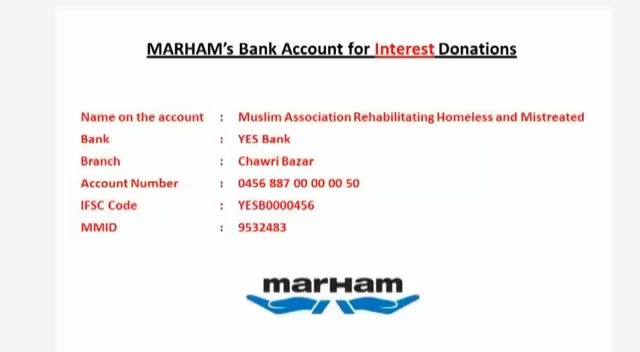 MARHAM's Bank Account for Interest Donations
Name on the account : Muslim Association Rehabilitating Homeless and Mistreated
Bank : YES Bank
Branch : Chawri Bazar
Account Number : 0456 887 00 00 00 50
IFSC Code : YESB0000456
MMID : 9532483
marHam